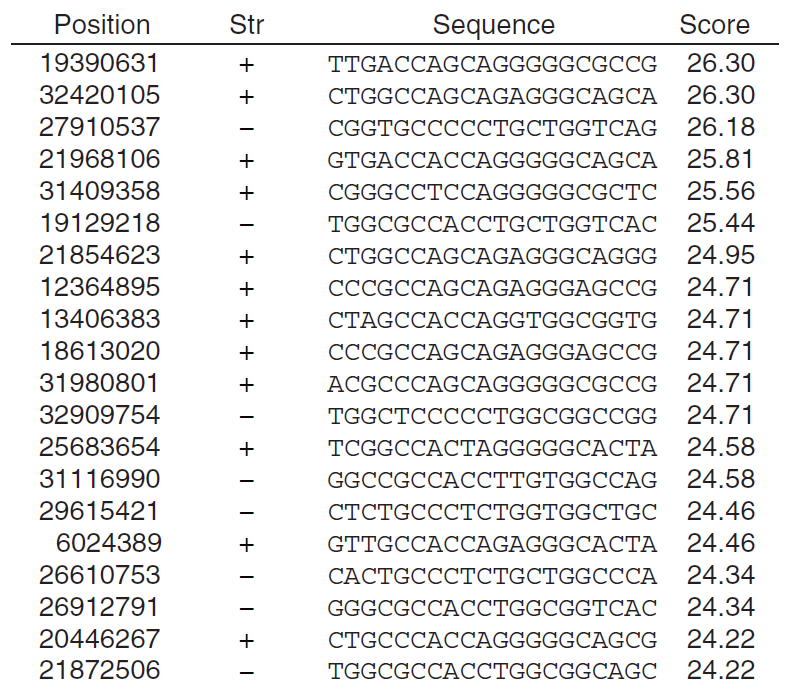 Position Str Sequence Score
19390631 + TTGACCAGCAGGGGGCGCCG 26.30
32420105 + CTGGCCAGCAGAGGGCAGCA 26.30
27910537 – CGGTGCCCCCTGCTGGTCAG 26.18
21968106 + GTGACCACCAGGGGGCAGCA 25.81
31409358 + CGGGCCTCCAGGGGGCGCTC 25.56
19129218 – TGGCGCCACCTGCTGGTCAC 25.44
21854623 + CTGGCCAGCAGAGGGCAGGG 24.95
12364895 + CCCGCCAGCAGAGGGAGCCG 24.71
13406383 + CTAGCCACCAGGTGGCGGTG 24.71
18613020 + CCCGCCAGCAGAGGGAGCCG 24.71
31980801 + ACGCCCAGCAGGGGGCGCCG 24.71
32909754 – TGGCTCCCCCTGGCGGCCGG 24.71
25683654 + TCGGCCACTAGGGGGCACTA 24.58
31116990 – GGCCGCCACCTTGTGGCCAG 24.58
29615421 – CTCTGCCCTCTGGTGGCTGC 24.46
6024389 + GTTGCCACCAGAGGGCACTA 24.46
26610753 – CACTGCCCTCTGCTGGCCCA 24.34
26912791 – GGGCGCCACCTGGCGGTCAC 24.34
20446267 + CTGCCCACCAGGGGGCAGCG 24.22
21872506 – TGGCGCCACCTGGCGGCAGC 24.22